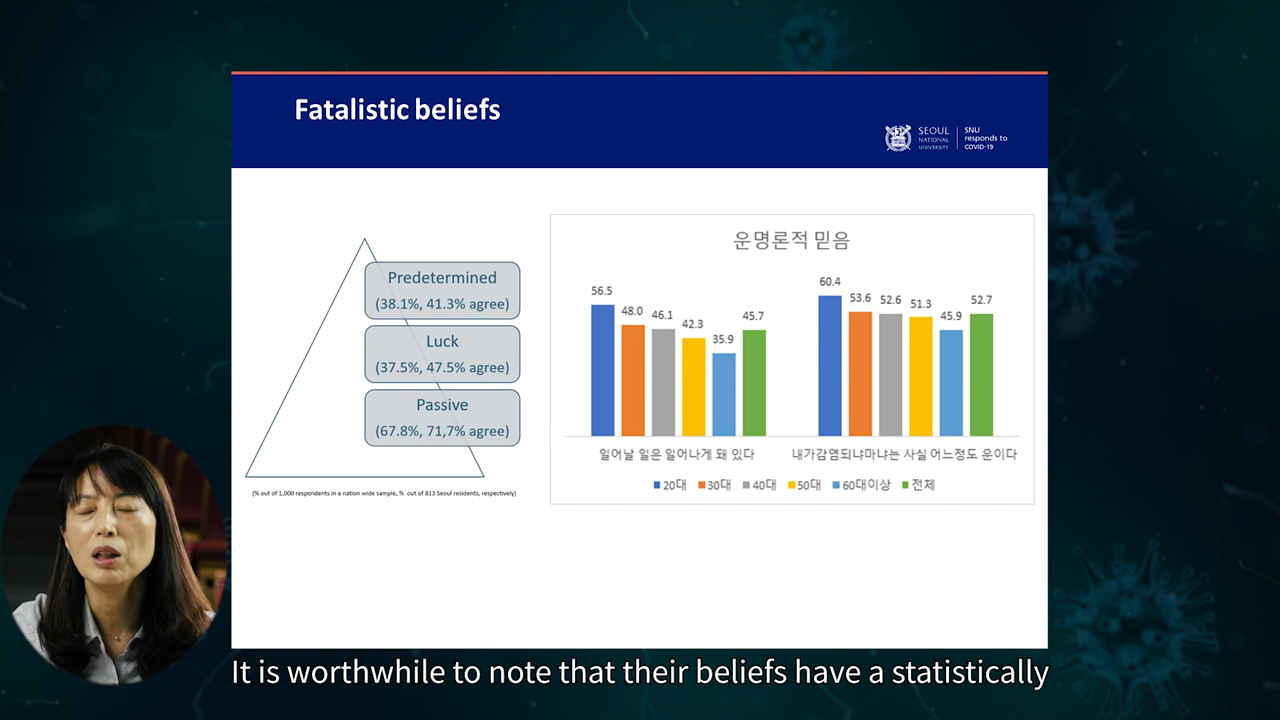 Fatalistic beliefs
SEOUL
NATIONAL
UNIVERSITY
SNU
responds to
COVID-19
Predetermined
(38.1%, 41.3% agree)
Luck
(37.5%, 47.5% agree)
Passive
(67.8%, 71,7% agree)
(% out of 1,000 respondents in a nation wide sample, % out of 813 Seoul residents, respectively)
운명론적 믿음
56.5
48.0
46.1
42.3
35.9
45.7
60.4
53.6
52.6
51.3
45.9
52.7
일어날 일은 일어나게 돼 있다
내가감염되냐마냐는 사실 어느정도 운이다
20대 30대 40대 50대 60대이상 전체
It is worthwhile to note that their beliefs have a statistically